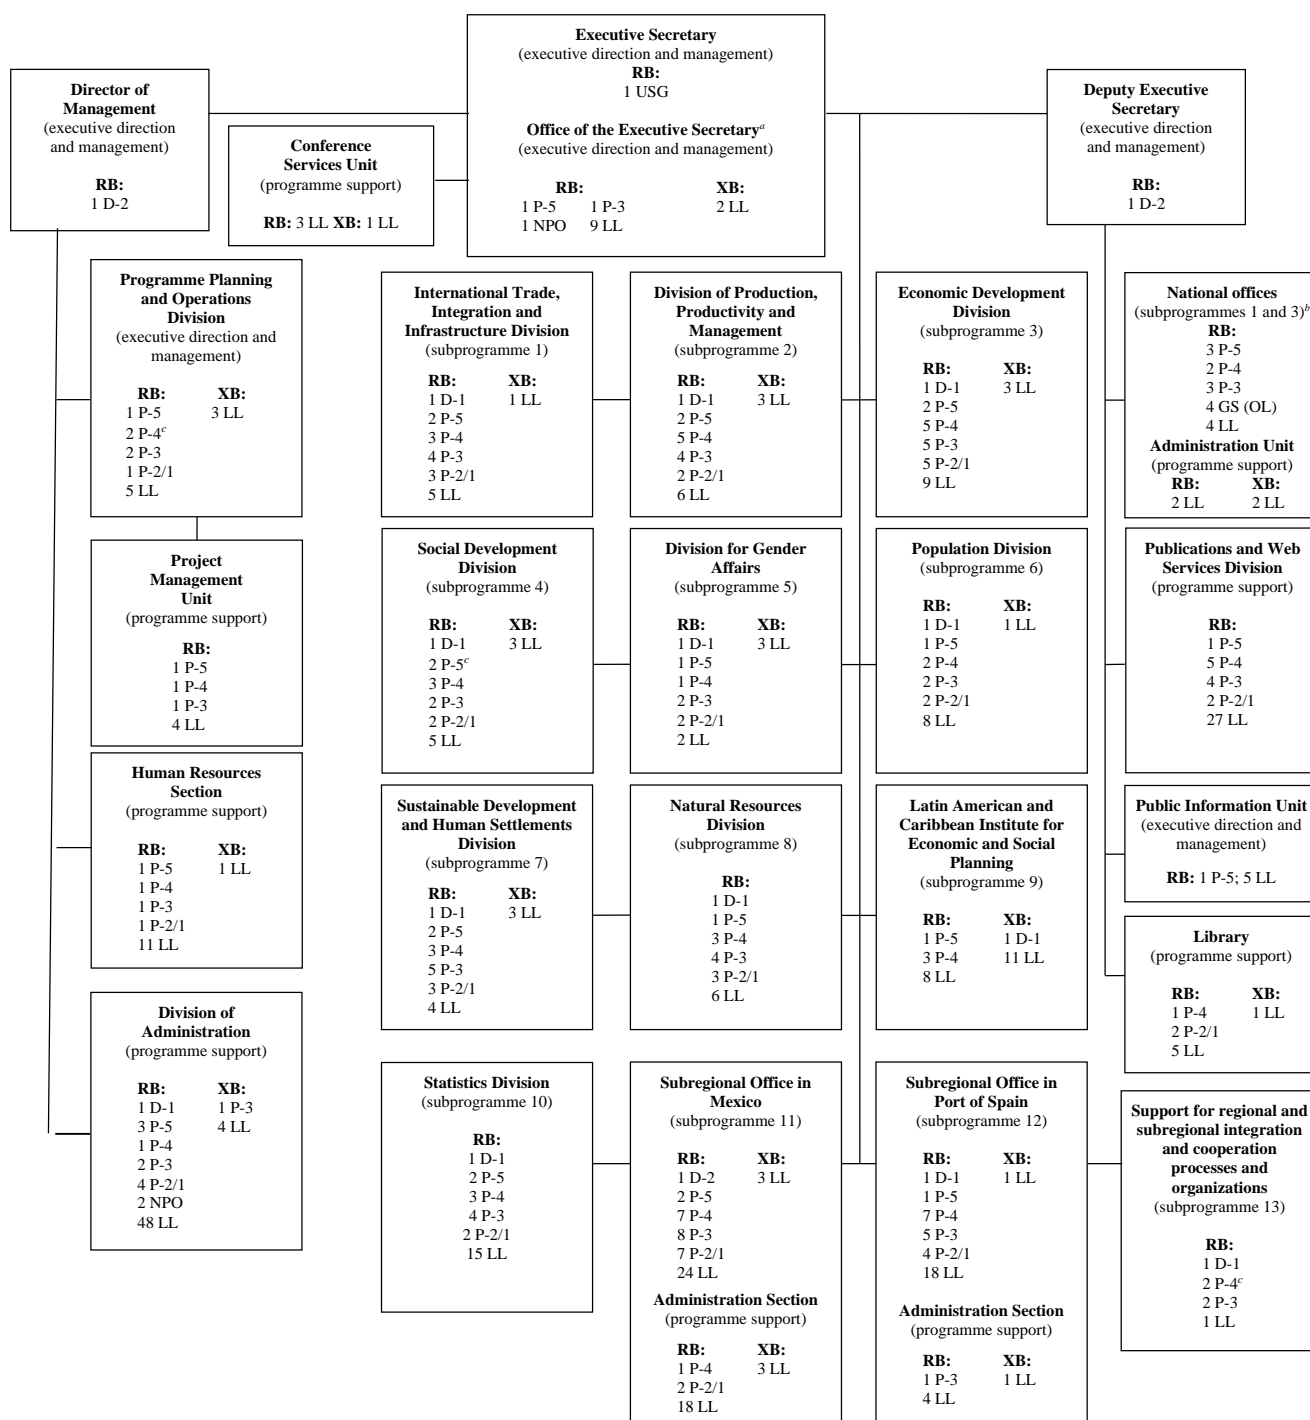 Executive Secretary
(executive direction and management)
RB:
1 USG
Office of the Executive Secretaryᵃ
(executive direction and management)
RB: XB:
1 P-5 1 P-3 2 LL
1 NPO 9 LL
Director of
Management
(executive direction
and management)
RB:
1 D-2
Conference
Services Unit
(programme support)
RB: 3 LL XB: 1 LL
Deputy Executive
Secretary
(executive direction
and management)
RB:
1 D-2
Programme Planning
and Operations
Division
(executive direction and
management)
RB: XB:
1 P-5 3 LL
2 P-4ᶜ
2 P-3
1 P-2/1
5 LL
International Trade,
Integration and
Infrastructure Division
(subprogramme 1)
RB: XB:
1 D-1 1 LL
2 P-5
3 P-4
4 P-3
3 P-2/1
5 LL
Division of Production,
Productivity and
Management
(subprogramme 2)
RB: XB:
1 D-1 3 LL
2 P-5
5 P-4
4 P-3
2 P-2/1
6 LL
Economic Development
Division
(subprogramme 3)
RB: XB:
1 D-1 3 LL
2 P-5
5 P-4
5 P-3
5 P-2/1
9 LL
National offices
(subprogrammes 1 and 3)ᵇ
RB:
3 P-5
2 P-4
3 P-3
4 GS (OL)
4 LL
Administration Unit
(programme support)
RB: XB:
2 LL 2 LL
Project
Management
Unit
(programme support)
RB:
1 P-5
1 P-4
1 P-3
4 LL
Social Development
Division
(subprogramme 4)
RB: XB:
1 D-1 3 LL
2 P-5ᶜ
3 P-4
2 P-3
2 P-2/1
5 LL
Division for Gender
Affairs
(subprogramme 5)
RB: XB:
1 D-1 3 LL
1 P-5
1 P-4
2 P-3
2 P-2/1
2 LL
Population Division
(subprogramme 6)
RB: XB:
1 D-1 1 LL
1 P-5
2 P-4
2 P-3
2 P-2/1
8 LL
Publications and Web
Services Division
(programme support)
RB:
1 P-5
5 P-4
4 P-3
2 P-2/1
27 LL
Human Resources
Section
(programme support)
RB: XB:
1 P-5 1 LL
1 P-4
1 P-3
1 P-2/1
11 LL
Sustainable Development
and Human Settlements
Division
(subprogramme 7)
RB: XB:
1 D-1 3 LL
2 P-5
3 P-4
5 P-3
3 P-2/1
4 LL
Natural Resources
Division
(subprogramme 8)
RB:
1 D-1
1 P-5
3 P-4
4 P-3
3 P-2/1
6 LL
Latin American and
Caribbean Institute for
Economic and Social
Planning
(subprogramme 9)
RB: XB:
1 P-5 1 D-1
3 P-4 11 LL
8 LL
Public Information Unit
(executive direction and
management)
RB: 1 P-5; 5 LL
Library
(programme support)
RB: XB:
1 P-4 1 LL
2 P-2/1
5 LL
Division of
Administration
(programme support)
RB: XB:
1 D-1 1 P-3
3 P-5 4 LL
1 P-4
2 P-3
4 P-2/1
2 NPO
48 LL
Statistics Division
(subprogramme 10)
RB:
1 D-1
2 P-5
3 P-4
4 P-3
2 P-2/1
15 LL
Subregional Office in
Mexico
(subprogramme 11)
RB: XB:
1 D-2 3 LL
2 P-5
7 P-4
8 P-3
7 P-2/1
24 LL
Administration Section
(programme support)
RB: XB:
1 P-4 3 LL
2 P-2/1
18 LL
Subregional Office in
Port of Spain
(subprogramme 12)
RB: XB:
1 D-1 1 LL
1 P-5
7 P-4
5 P-3
4 P-2/1
18 LL
Administration Section
(programme support)
RB: XB:
1 P-3 1 LL
4 LL
Support for regional and
subregional integration
and cooperation
processes and
organizations
(subprogramme 13)
RB:
1 D-1
2 P-4ᶜ
2 P-3
1 LL